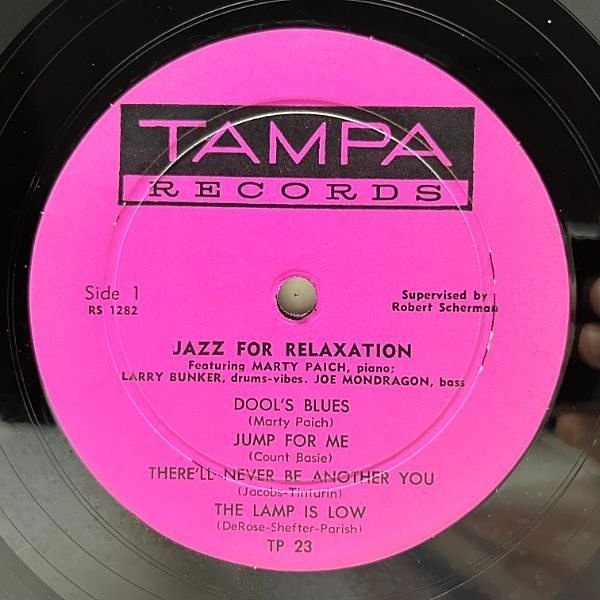 TAMPA
RECORDS
Side 1
RS 1282
Supervised by
Robert Scherman
JAZZ FOR RELAXATION
Featuring MARTY PAICH, piano;
LARRY BUNKER, drums-vibes. JOE MONDRAGON, bass
DOOL'S BLUES
(Marty Paich)
JUMP FOR ME
(Count Basie)
THERE'LL NEVER BE ANOTHER YOU
(Jacobs-Tinturin)
THE LAMP IS LOW
(DeRose-Shefter-Parish)
TP 23